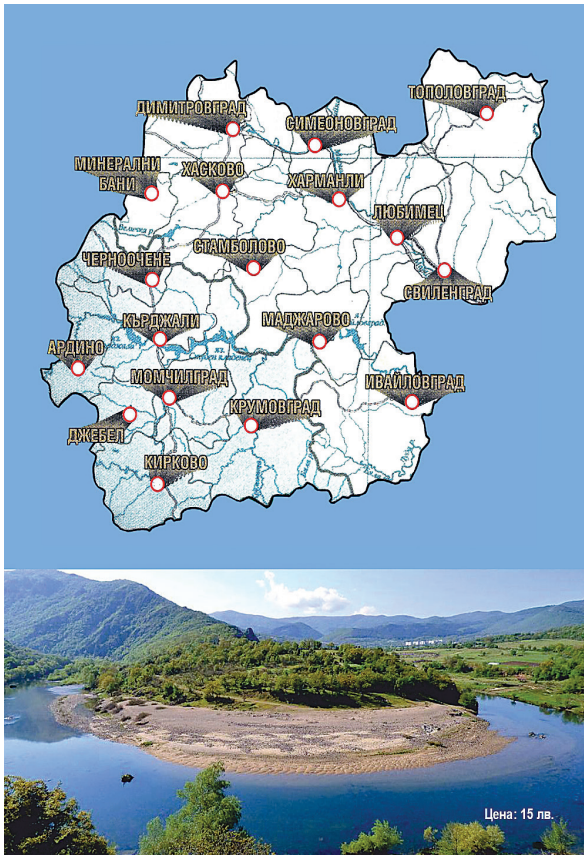 ТОПОЛОВГРАД
ДИМИТРОВГРАД
СИМЕОНОВГРАД
МИНЕРАЛНИ
БАНИ
ХАСКОВО
ХАРМАНЛИ
ЛЮБИМЕЦ
СТАМБОЛОВО
ЧЕРНООЧЕНЕ
СВИЛЕНГРАД
КЪРДЖАЛИ
МАДЖАРОВО
АРДИНО
МОМЧИЛГРАД
ИВАЙЛОВГРАД
КРУМОВГРАД
ДЖЕБЕЛ
КИРКОВО
Цена: 15 лв.